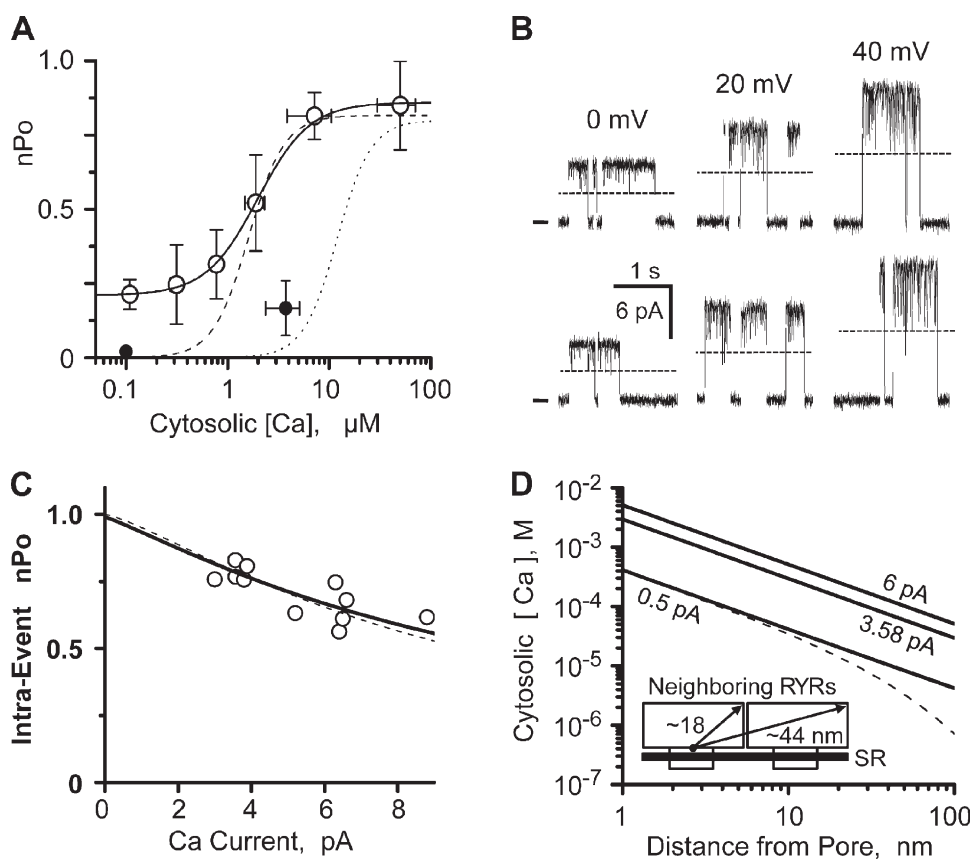 A
1.0
0.5
0
nPo
0.1
1
10
100
Cytosolic [Ca], μM
B
0 mV
20 mV
40 mV
1 s
6 pA
C
1.0
0.5
0
Intra-Event nPo
0
2
4
6
8
Ca Current, pA
D
10-2
10-3
10-4
10-5
10-6
10-7
Cytosolic [Ca], M
6 pA
3.58 pA
0.5 pA
Neighboring RYRs
~18
~44 nm
SR
1
10
100
Distance from Pore, nm